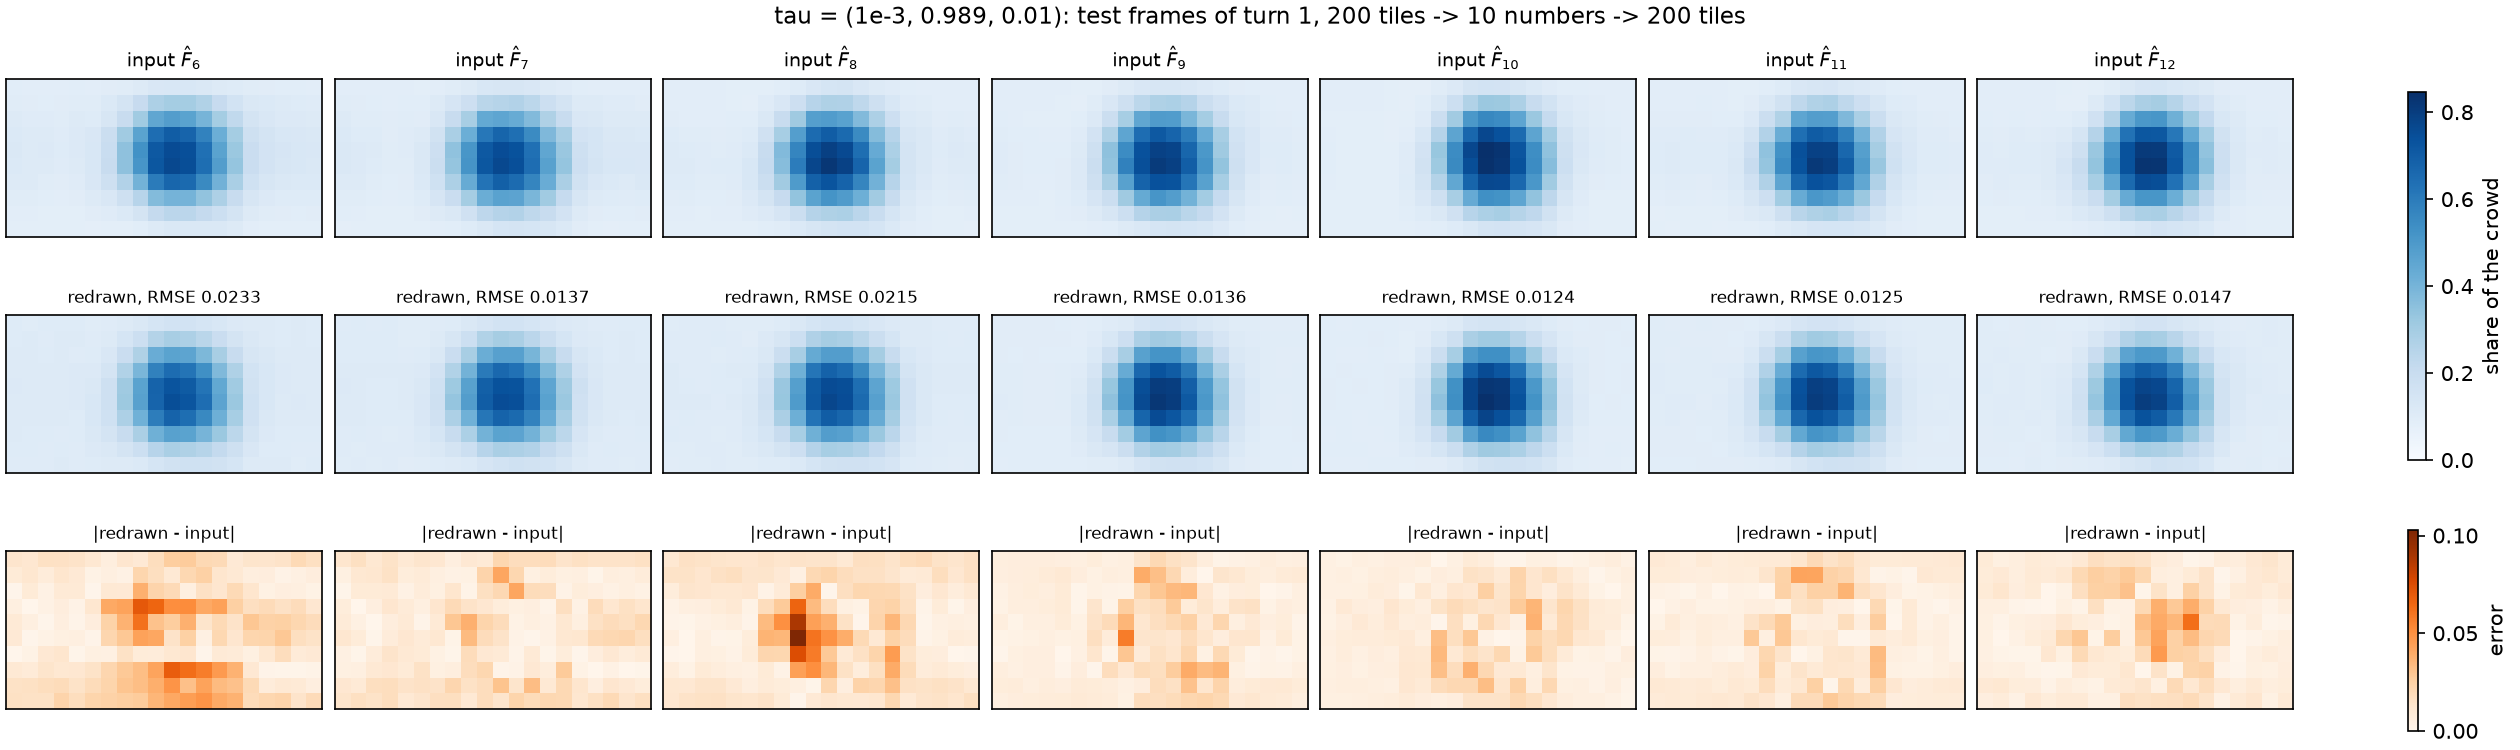 tau = (1e-3, 0.989, 0.01): test frames of turn 1, 200 tiles -> 10 numbers -> 200 tiles
input F̂₆
input F̂₇
input F̂₈
input F̂₉
input F̂₁₀
input F̂₁₁
input F̂₁₂
redrawn, RMSE 0.0233
redrawn, RMSE 0.0137
redrawn, RMSE 0.0215
redrawn, RMSE 0.0136
redrawn, RMSE 0.0124
redrawn, RMSE 0.0125
redrawn, RMSE 0.0147
|redrawn - input|
|redrawn - input|
|redrawn - input|
|redrawn - input|
|redrawn - input|
|redrawn - input|
|redrawn - input|
0.8
0.6
0.4
0.2
0.0
share of the crowd
0.10
0.05
0.00
error